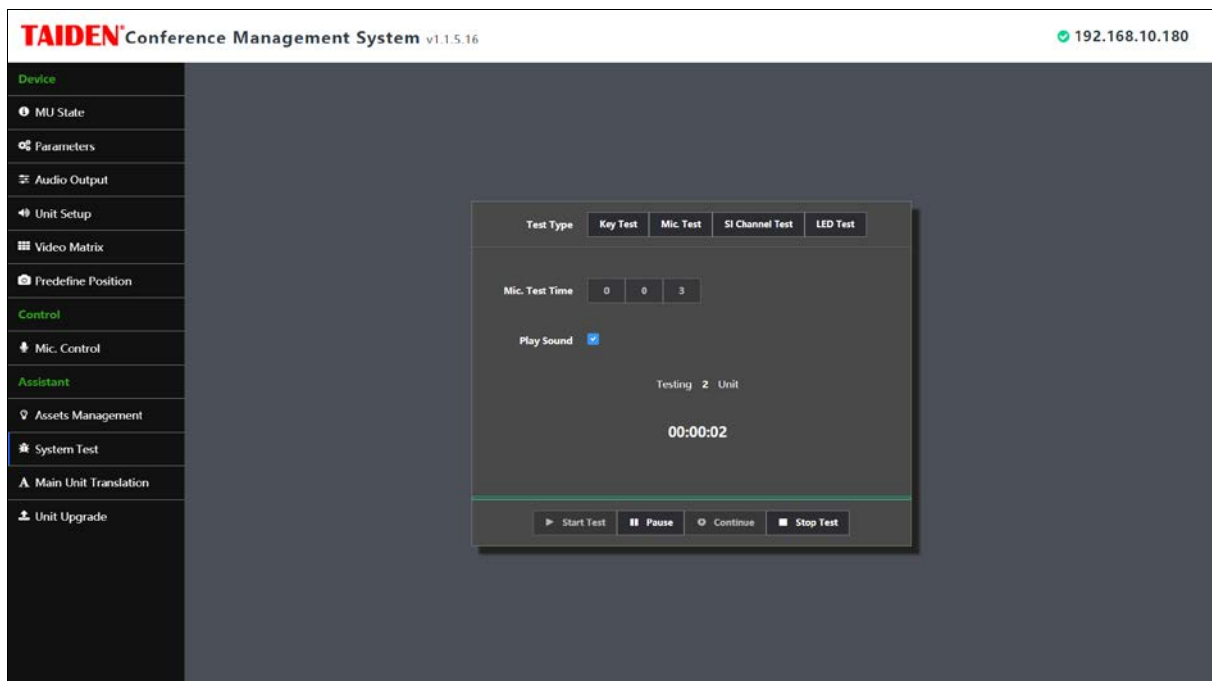 TAIDEN Conference Management System v1.1.5.16
192.168.10.180
Device
MU State
Parameters
Audio Output
Unit Setup
Video Matrix
Predefine Position
Control
Mic. Control
Assistant
Assets Management
System Test
Main Unit Translation
Unit Upgrade
Test Type Key Test Mic. Test SI Channel Test LED Test
Mic. Test Time 0 0 3
Play Sound
Testing 2 Unit
00:00:02
Start Test Pause Continue Stop Test